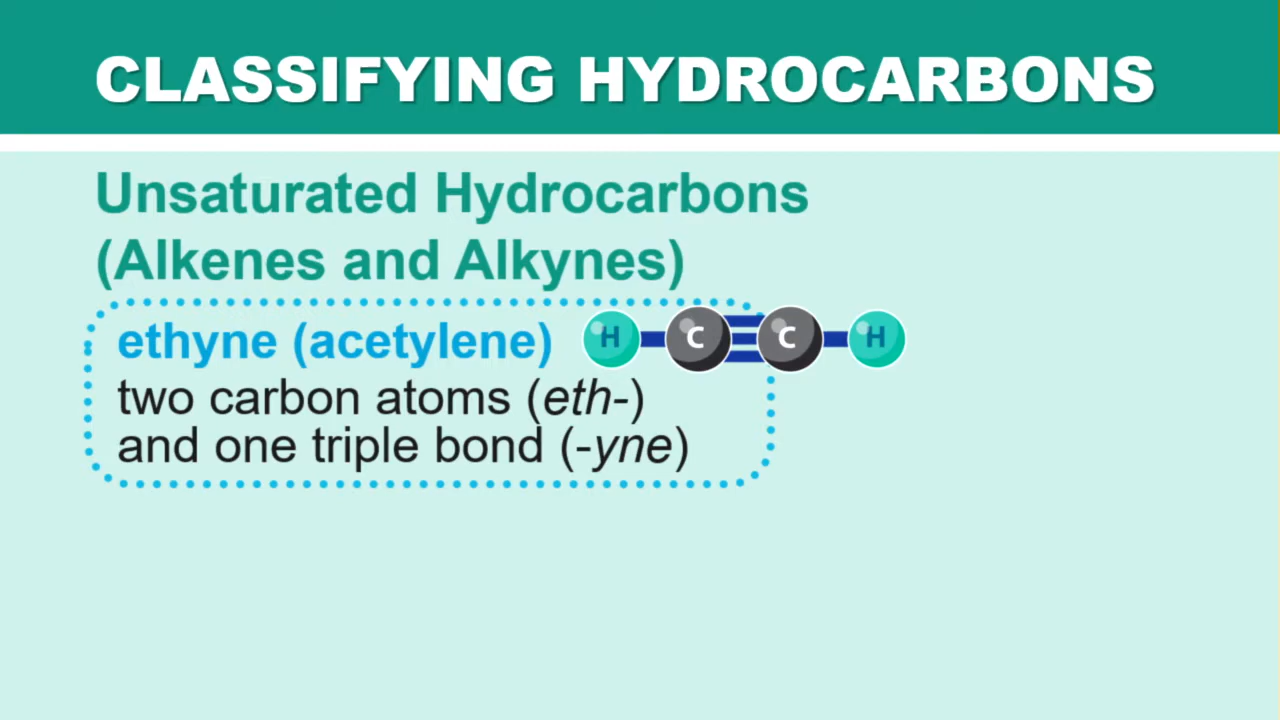 CLASSIFYING HYDROCARBONS
Unsaturated Hydrocarbons
(Alkenes and Alkynes)
ethyne (acetylene) H C C H
two carbon atoms (eth-)
and one triple bond (-yne)